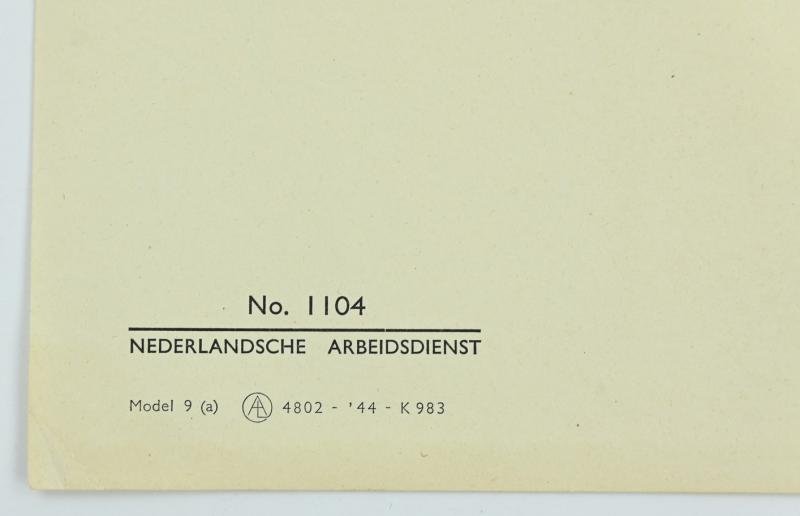 No. 1104
NEDERLANDSCHE ARBEIDSDIENST
Model 9 (a) AL 4802 - '44 - K 983